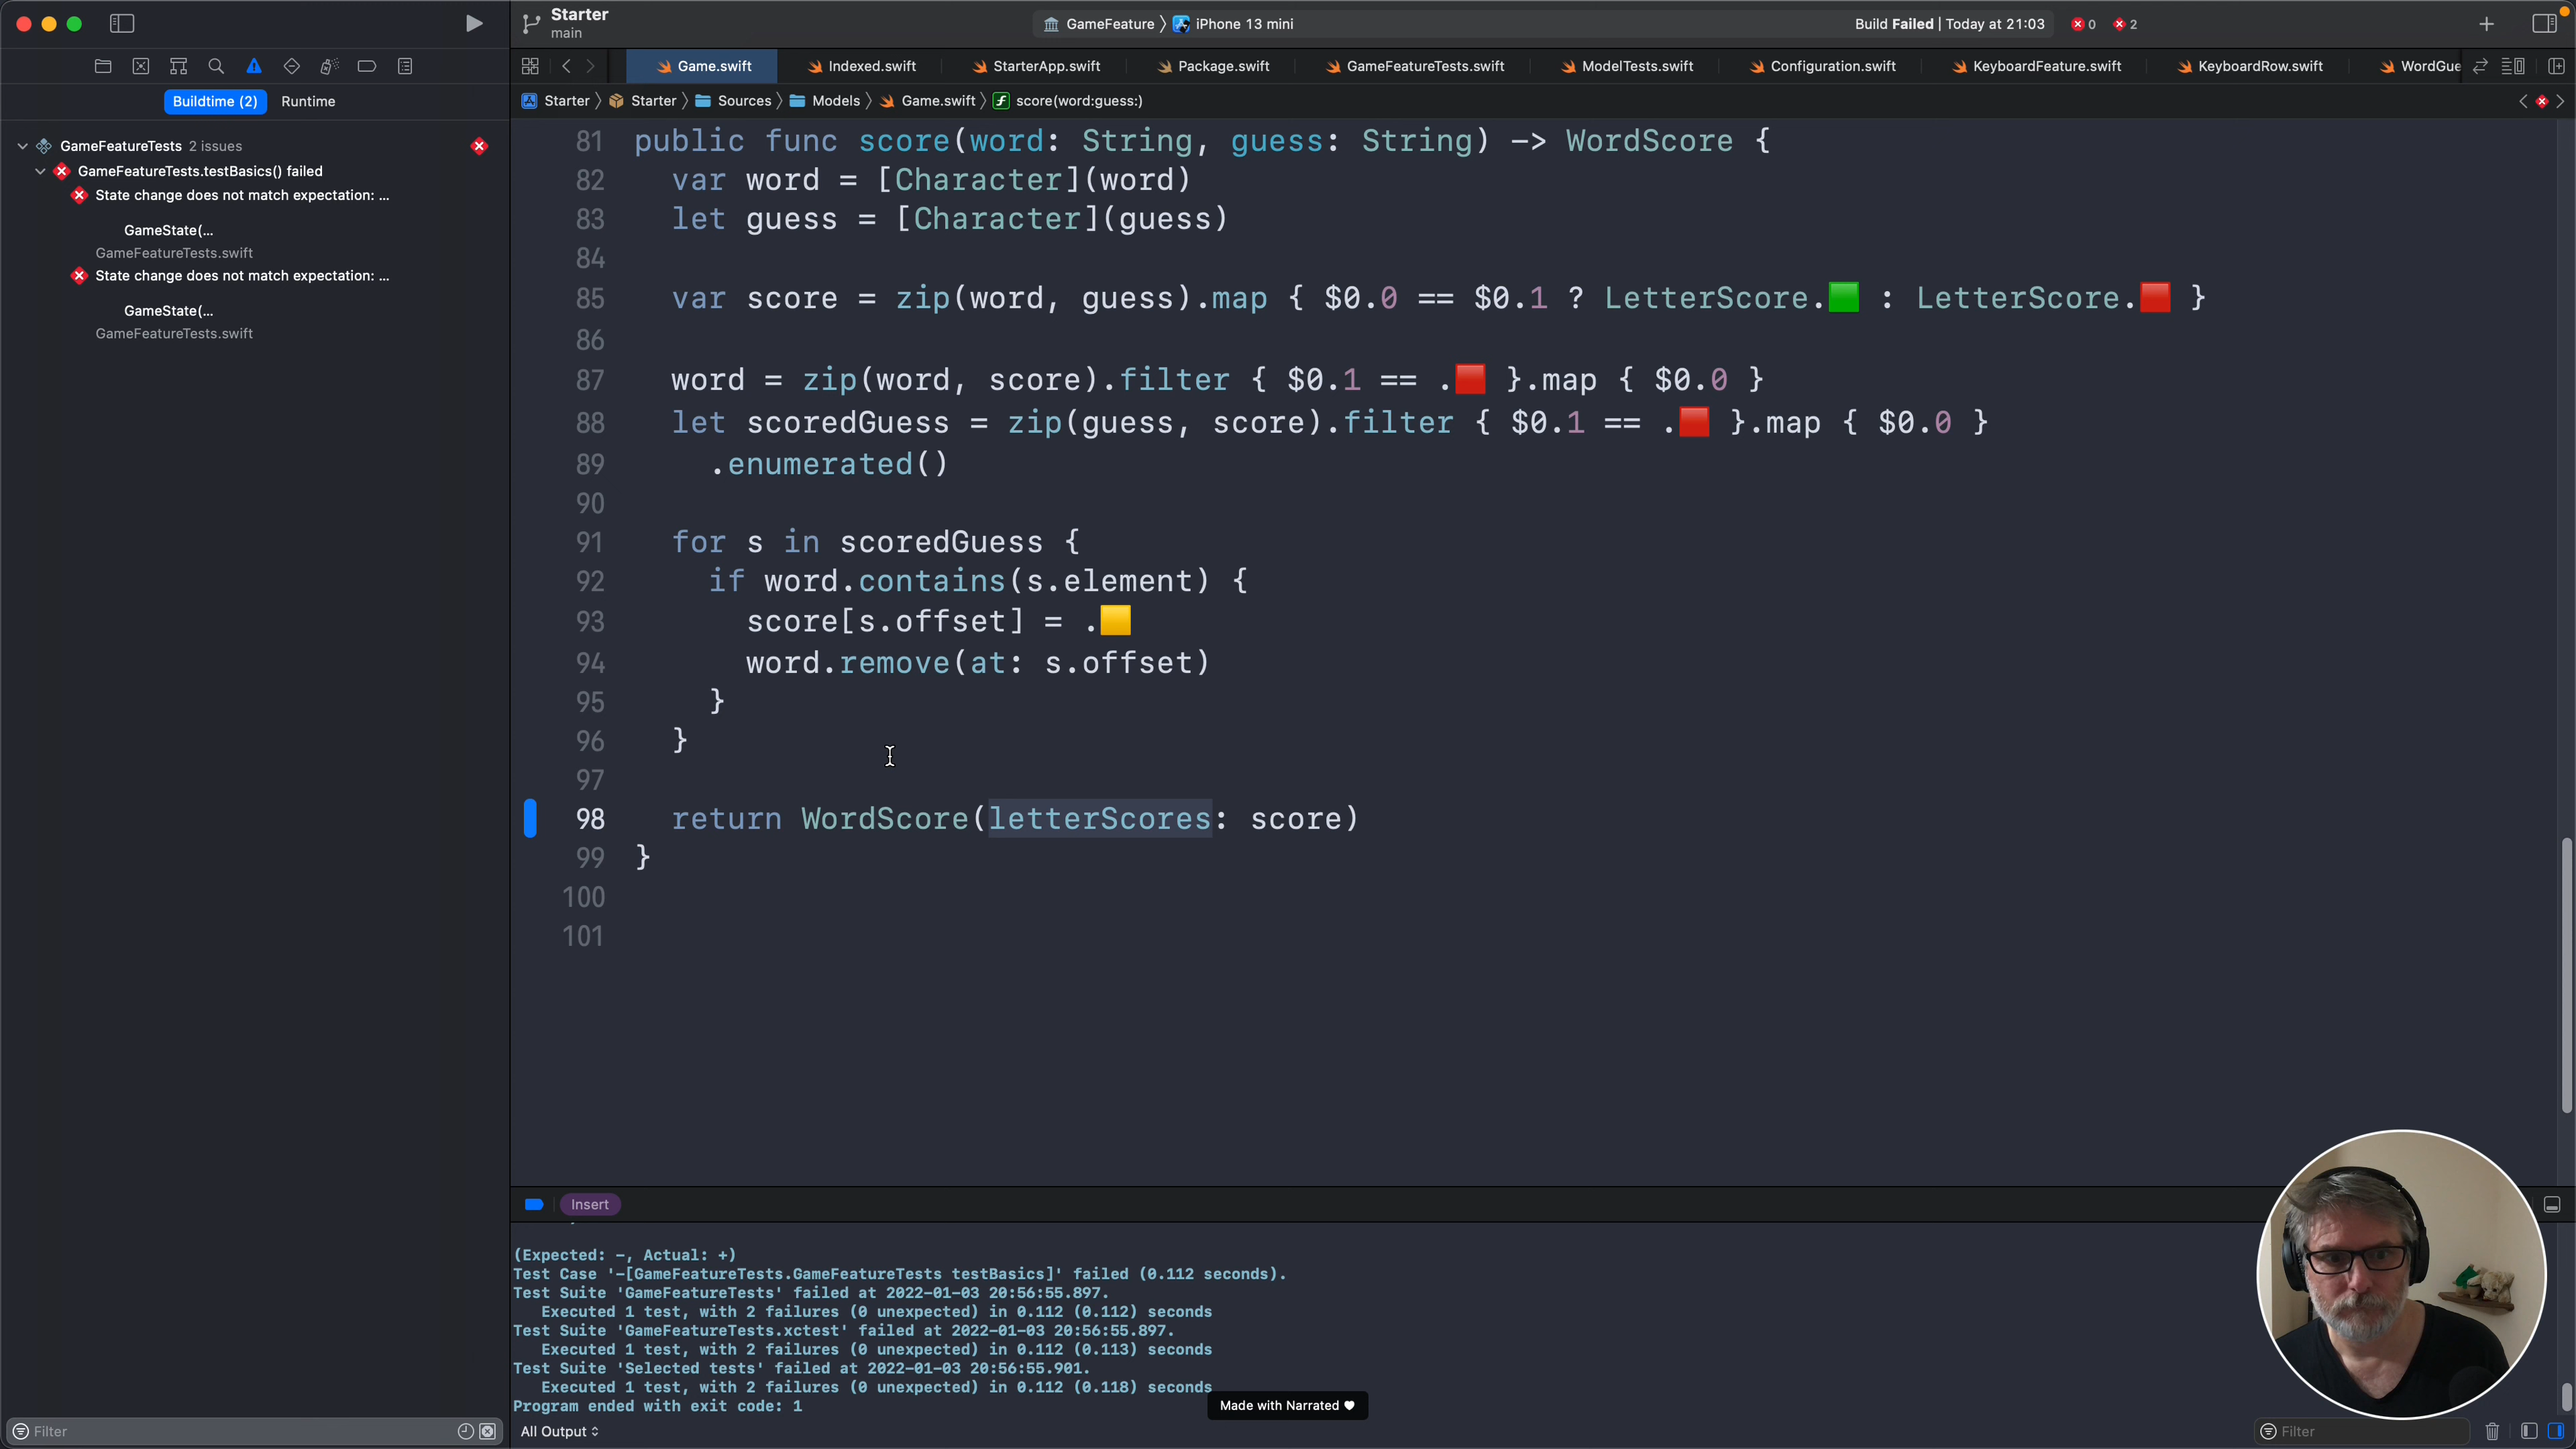 Starter
main
GameFeature
iPhone 13 mini
Build Failed | Today at 21:03
0
2
Game.swift
Indexed.swift
StarterApp.swift
Package.swift
GameFeatureTests.swift
ModelTests.swift
Configuration.swift
KeyboardFeature.swift
KeyboardRow.swift
WordGue
Buildtime (2)
Runtime
Starter
Starter
Sources
Models
Game.swift
score(word:guess:)
GameFeatureTests 2 issues
GameFeatureTests.testBasics() failed
State change does not match expectation: ...
GameState(...
GameFeatureTests.swift
State change does not match expectation: ...
GameState(...
GameFeatureTests.swift
81 public func score(word: String, guess: String) -> WordScore {
82 var word = [Character](word)
83 let guess = [Character](guess)
84
85 var score = zip(word, guess).map { $0.0 == $0.1 ? LetterScore.🟩 : LetterScore.🟥 }
86
87 word = zip(word, score).filter { $0.1 == .🟥 }.map { $0.0 }
88 let scoredGuess = zip(guess, score).filter { $0.1 == .🟥 }.map { $0.0 }
89 .enumerated()
90
91 for s in scoredGuess {
92 if word.contains(s.element) {
93 score[s.offset] = .🟨
94 word.remove(at: s.offset)
95 }
96 }
97
98 return WordScore(letterScores: score)
99 }
100
101
Insert
(Expected: −, Actual: +)
Test Case '-[GameFeatureTests.GameFeatureTests testBasics]' failed (0.112 seconds).
Test Suite 'GameFeatureTests' failed at 2022-01-03 20:56:55.897.
Executed 1 test, with 2 failures (0 unexpected) in 0.112 (0.112) seconds
Test Suite 'GameFeatureTests.xctest' failed at 2022-01-03 20:56:55.897.
Executed 1 test, with 2 failures (0 unexpected) in 0.112 (0.113) seconds
Test Suite 'Selected tests' failed at 2022-01-03 20:56:55.901.
Executed 1 test, with 2 failures (0 unexpected) in 0.112 (0.118) seconds
Program ended with exit code: 1
Made with Narrated ♥
Filter
All Output
Filter